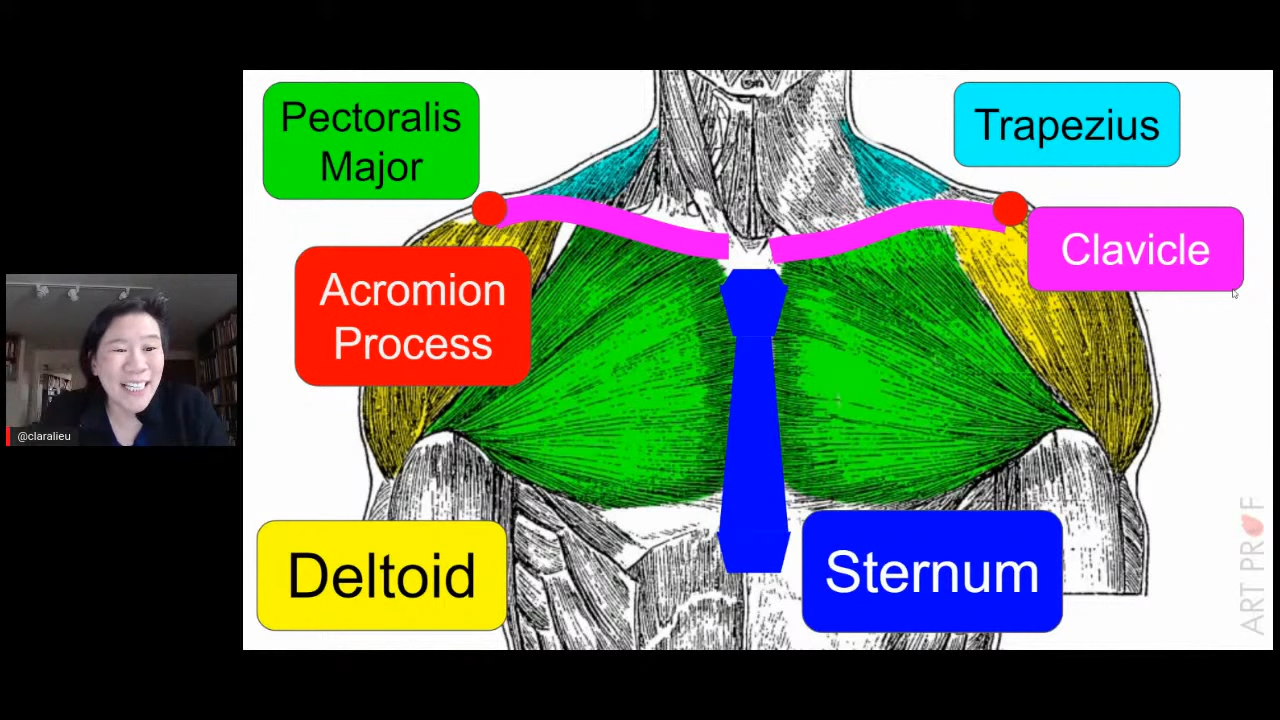 Pectoralis
Major
Trapezius
Clavicle
Acromion
Process
@claralieu
Deltoid
Sternum
ART PROF